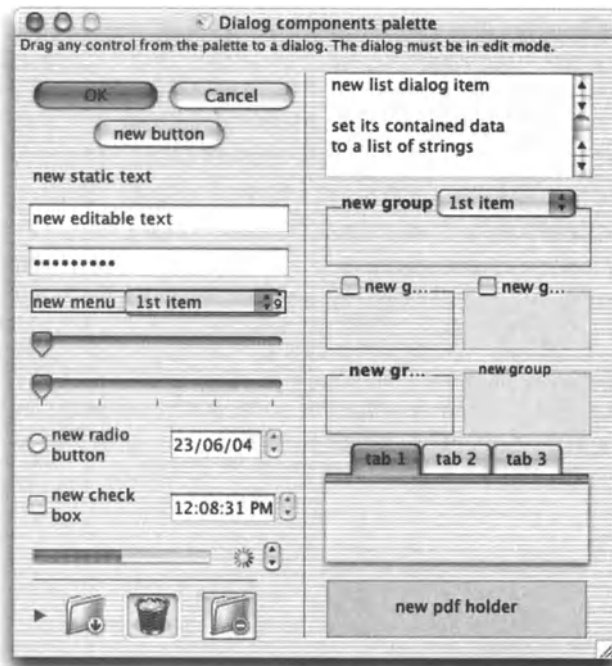 Dialog components palette
Drag any control from the palette to a dialog. The dialog must be in edit mode.
OK
Cancel
new button
new static text
new editable text
•••••••••
new menu 1st item 9
new radio
button
23/06/04
new check
box
12:08:31 PM
new list dialog item
set its contained data
to a list of strings
new group 1st item
new g...
new g...
new gr...
new group
tab 1
tab 2
tab 3
new pdf holder